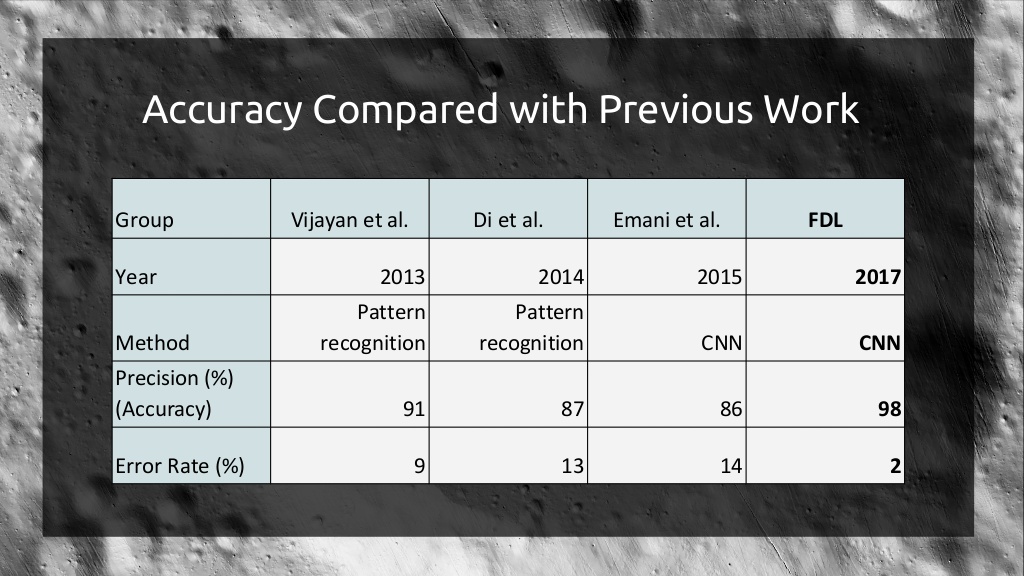 Accuracy Compared with Previous Work
Group Vijayan et al. Di et al. Emani et al. FDL
Year 2013 2014 2015 2017
Method Pattern recognition Pattern recognition CNN CNN
Precision (%) (Accuracy) 91 87 86 98
Error Rate (%) 9 13 14 2